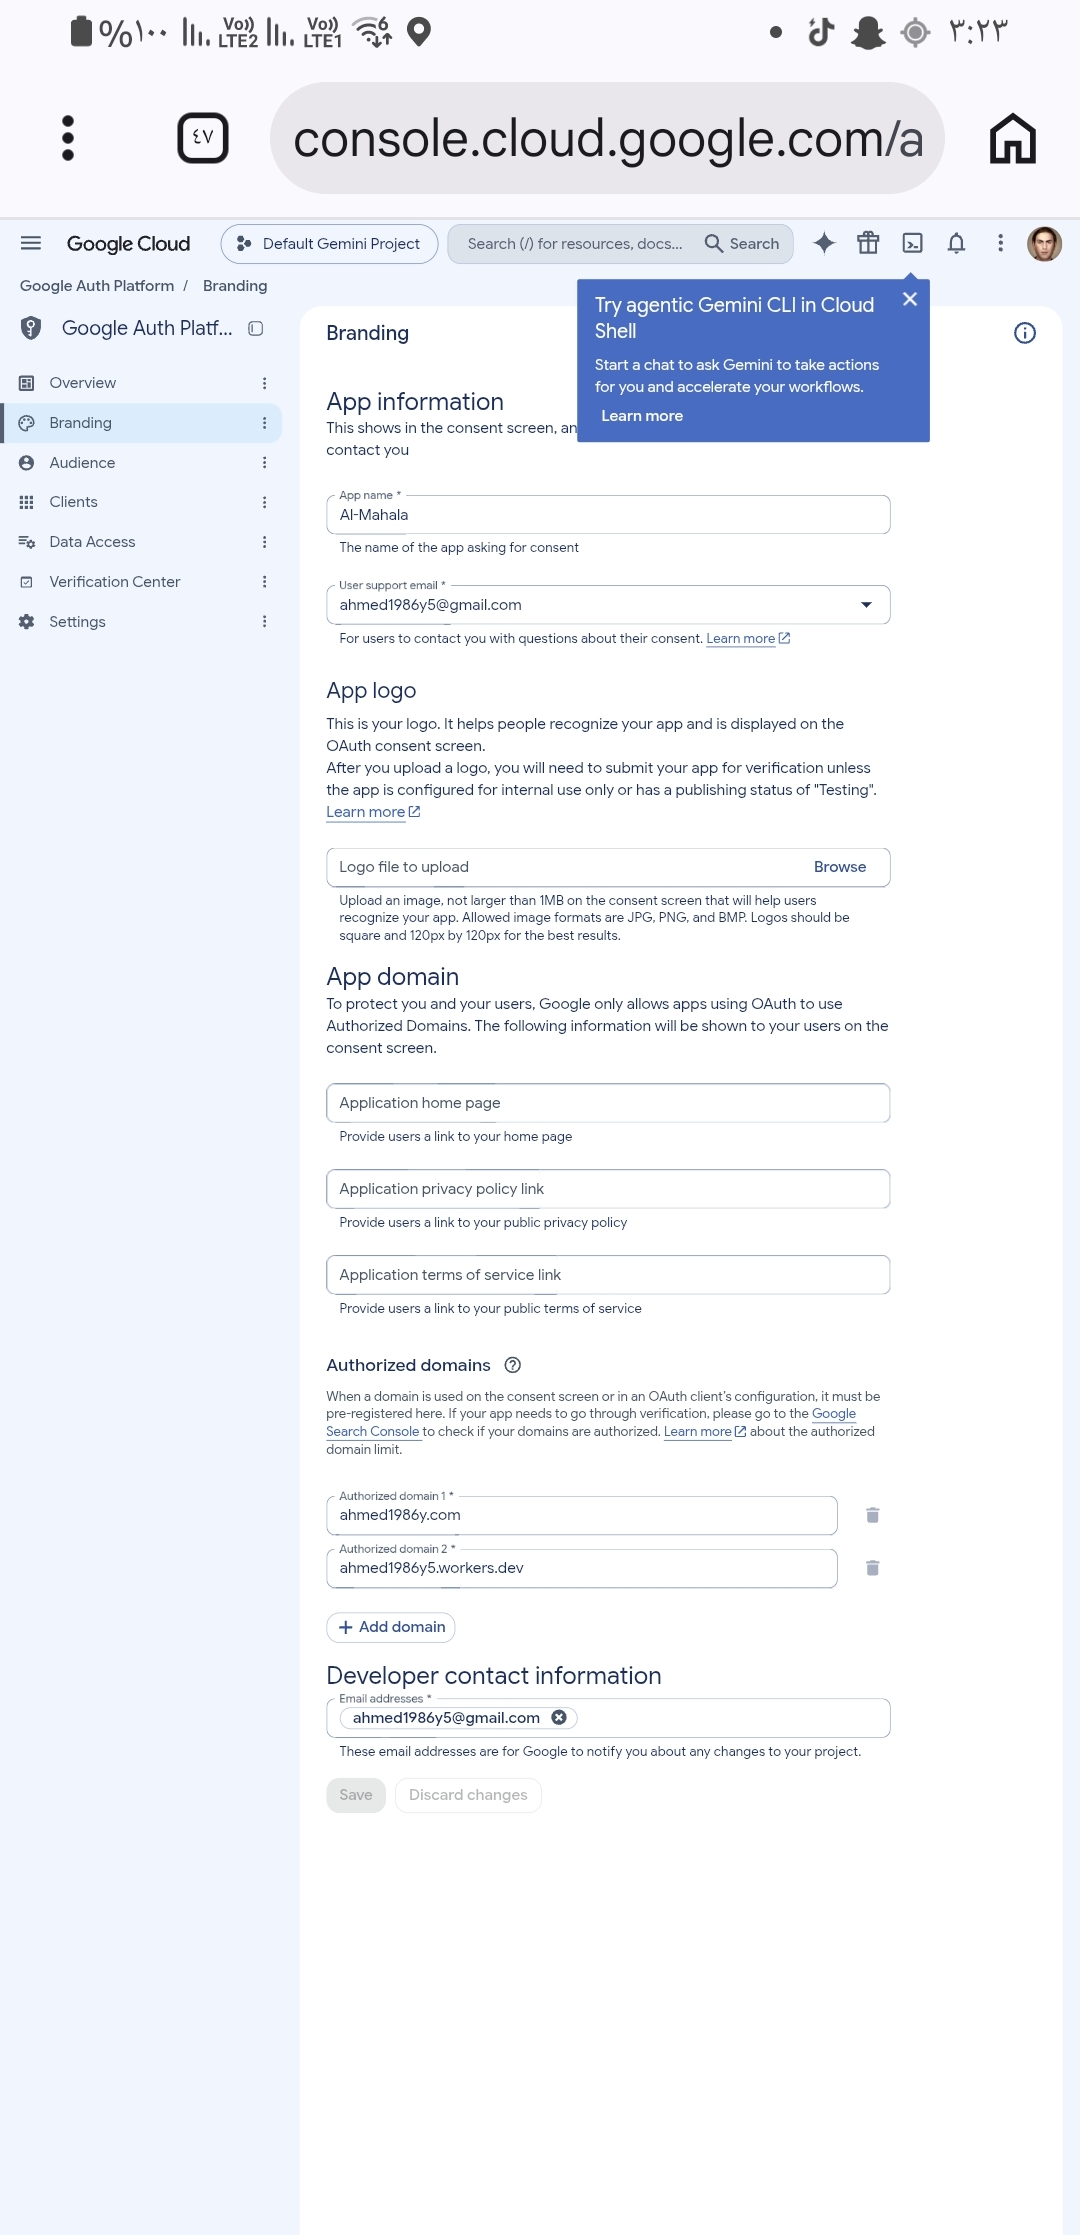 %١٠٠ Vo)) LTE2 Vo)) LTE1 6 ٣:٢٣
٤٧ console.cloud.google.com/a
Google Cloud Default Gemini Project Search (/) for resources, docs... Search
Google Auth Platform / Branding
Try agentic Gemini CLI in Cloud
Shell
Start a chat to ask Gemini to take actions
for you and accelerate your workflows.
Learn more
Google Auth Platf...
Overview
Branding
Audience
Clients
Data Access
Verification Center
Settings
Branding
App information
This shows in the consent screen, an
contact you
App name *
Al-Mahala
The name of the app asking for consent
User support email *
ahmed1986y5@gmail.com
For users to contact you with questions about their consent. Learn more
App logo
This is your logo. It helps people recognize your app and is displayed on the
OAuth consent screen.
After you upload a logo, you will need to submit your app for verification unless
the app is configured for internal use only or has a publishing status of "Testing".
Learn more
Logo file to upload Browse
Upload an image, not larger than 1MB on the consent screen that will help users
recognize your app. Allowed image formats are JPG, PNG, and BMP. Logos should be
square and 120px by 120px for the best results.
App domain
To protect you and your users, Google only allows apps using OAuth to use
Authorized Domains. The following information will be shown to your users on the
consent screen.
Application home page
Provide users a link to your home page
Application privacy policy link
Provide users a link to your public privacy policy
Application terms of service link
Provide users a link to your public terms of service
Authorized domains
When a domain is used on the consent screen or in an OAuth client's configuration, it must be
pre-registered here. If your app needs to go through verification, please go to the Google
Search Console to check if your domains are authorized. Learn more about the authorized
domain limit.
Authorized domain 1 *
ahmed1986y.com
Authorized domain 2 *
ahmed1986y5.workers.dev
Add domain
Developer contact information
Email addresses *
ahmed1986y5@gmail.com
These email addresses are for Google to notify you about any changes to your project.
Save Discard changes